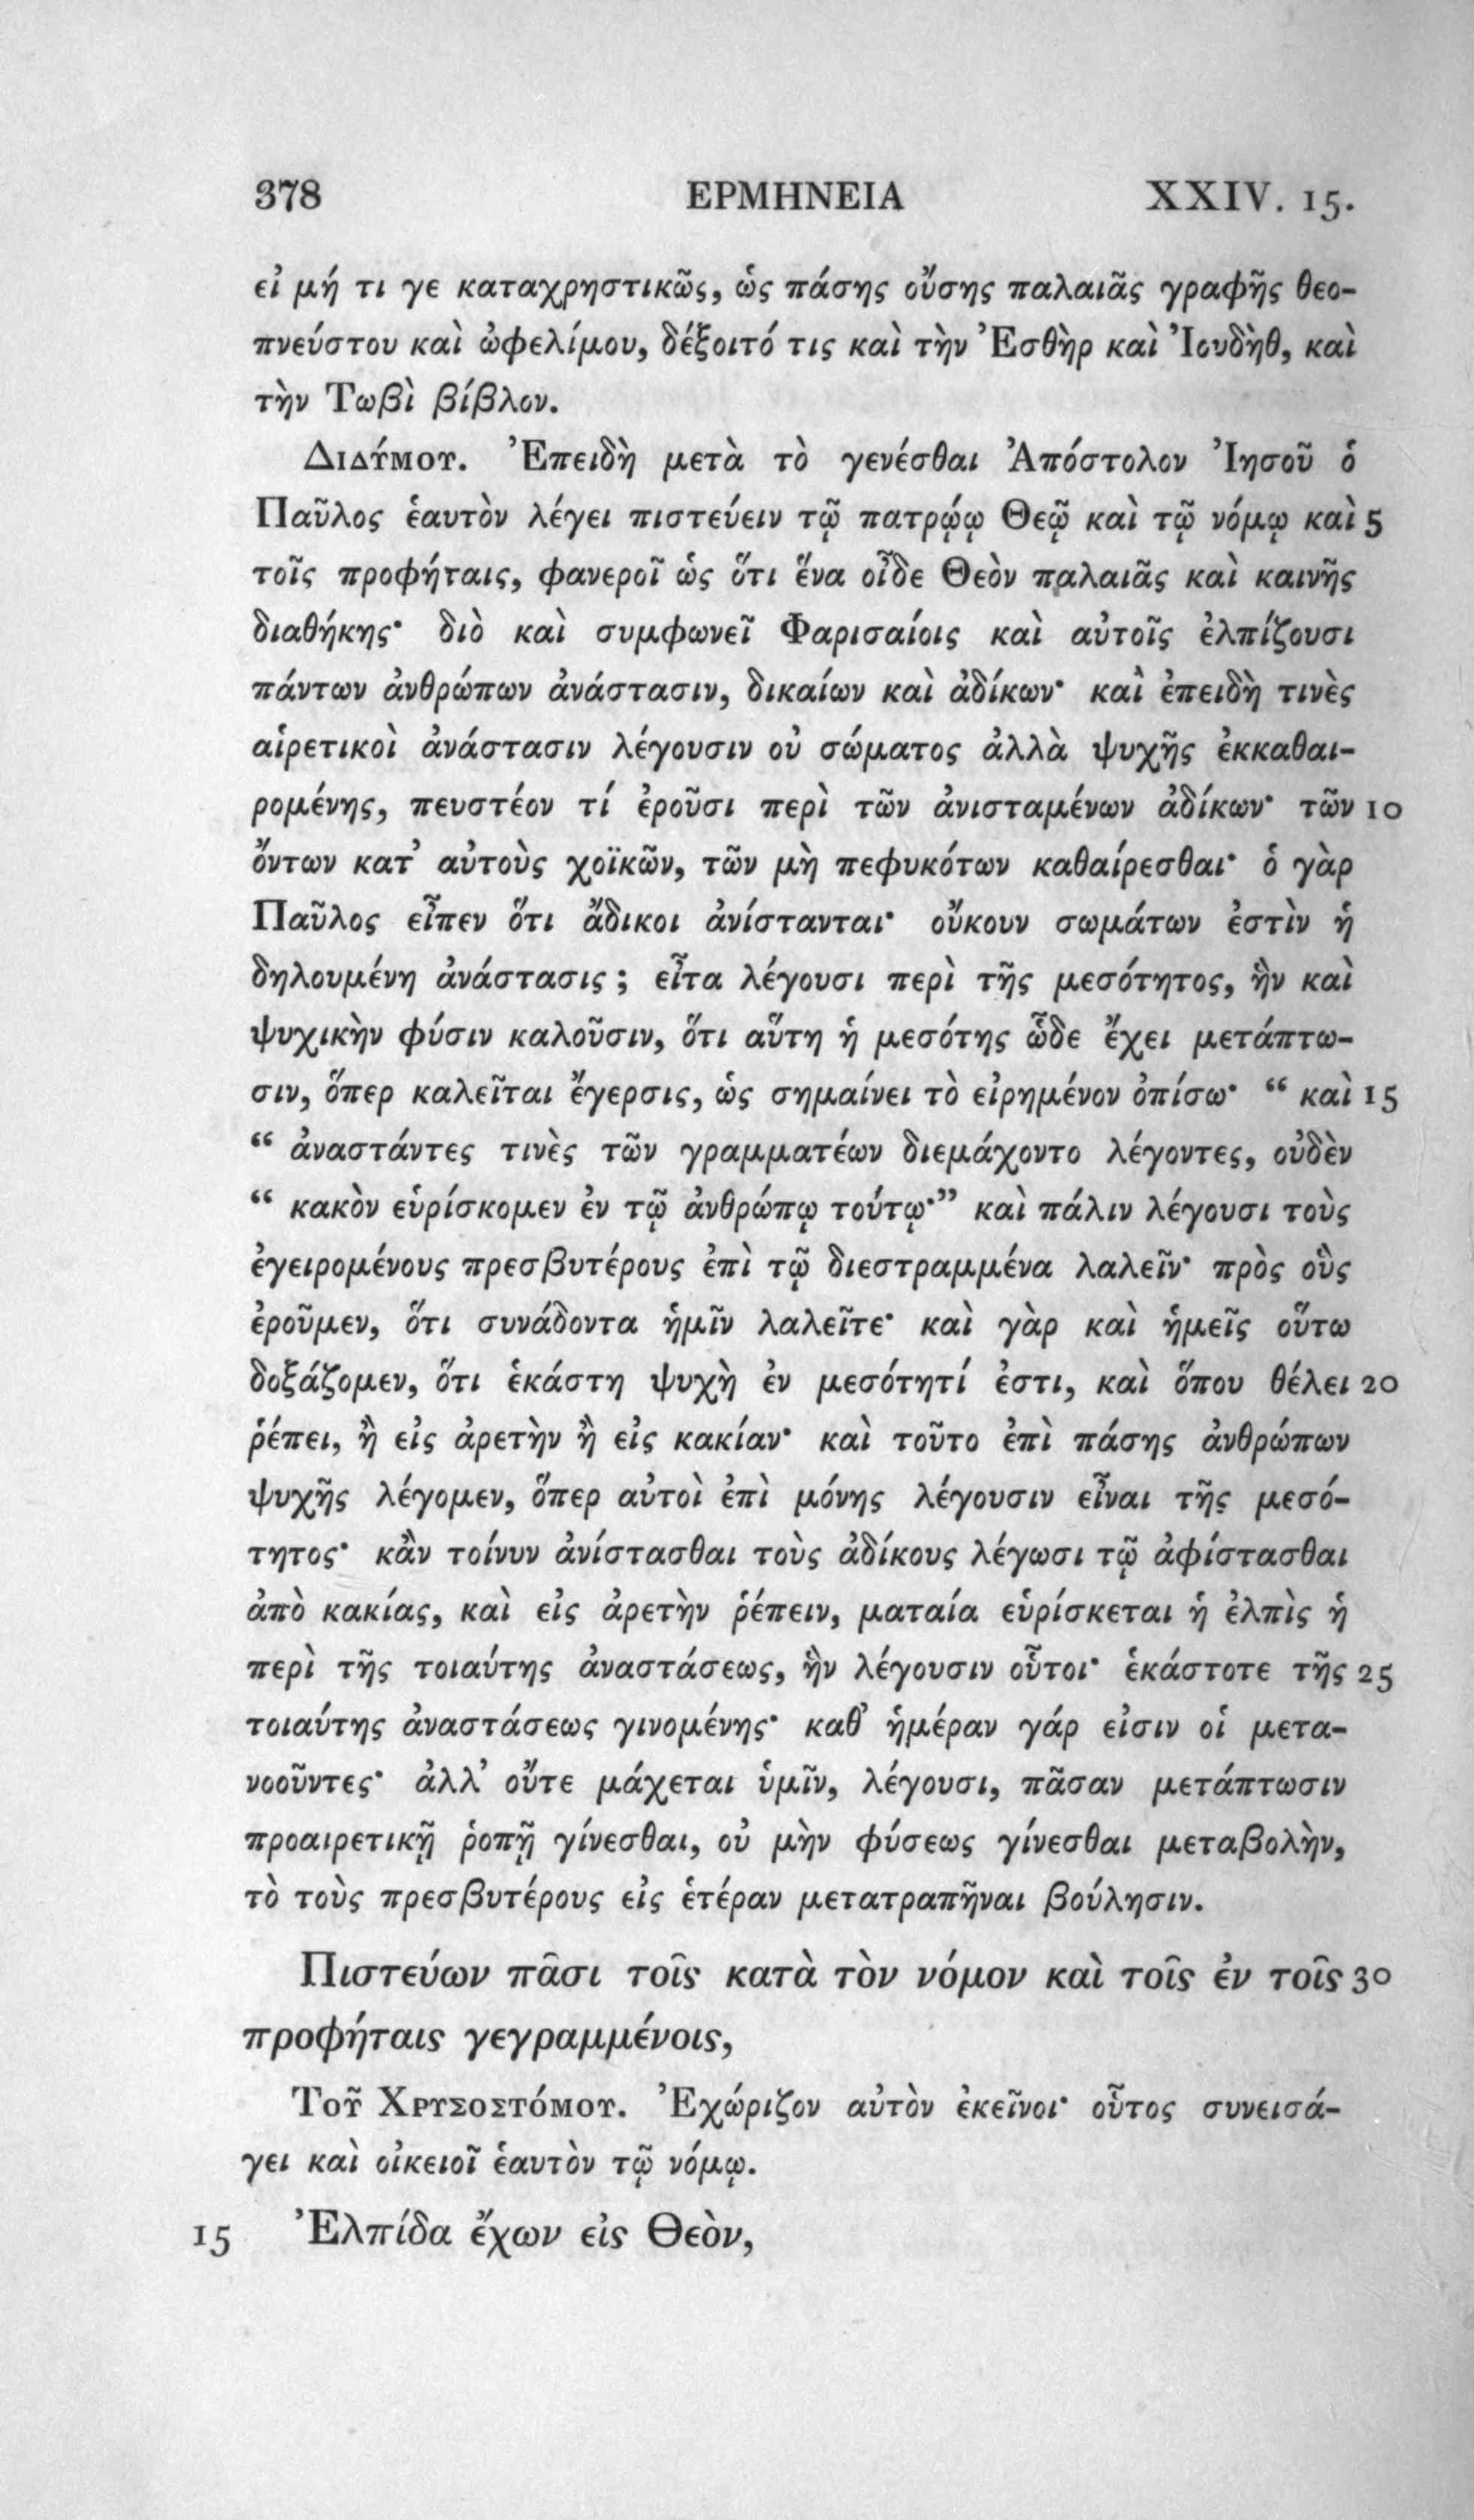 378 ΕΡΜΗΝΕΙΑ XXIV. 15.
εἰ μή τι γε καταχρηστικῶς, ὡς πάσης οὔσης παλαιᾶς γραφῆς θεο-
πνεύστου καὶ ὠφελίμου, δέξοιτό τις καὶ τὴν Ἐσθὴρ καὶ Ἰουδὴθ, καὶ
τὴν Τωβὶ βίβλον.
Διδύμου. Ἐπειδὴ μετὰ τὸ γενέσθαι Ἀπόστολον Ἰησοῦ ὁ
Παῦλος ἑαυτὸν λέγει πιστεύειν τῷ πατρῴῳ Θεῷ καὶ τῷ νόμῳ καὶ 5
τοῖς προφήταις, φανεροῖ ὡς ὅτι ἕνα οἶδε Θεὸν παλαιᾶς καὶ καινῆς
διαθήκης· διὸ καὶ συμφωνεῖ Φαρισαίοις καὶ αὐτοῖς ἐλπίζουσι
πάντων ἀνθρώπων ἀνάστασιν, δικαίων καὶ ἀδίκων· καὶ ἐπειδὴ τινὲς
αἱρετικοὶ ἀνάστασιν λέγουσιν οὐ σώματος ἀλλὰ ψυχῆς ἐκκαθαι-
ρομένης, πευστέον τί ἐροῦσι περὶ τῶν ἀνισταμένων ἀδίκων· τῶν 10
ὄντων κατ’ αὐτοὺς χοϊκῶν, τῶν μὴ πεφυκότων καθαίρεσθαι· ὁ γὰρ
Παῦλος εἶπεν ὅτι ἄδικοι ἀνίστανται· οὔκουν σωμάτων ἐστὶν ἡ
δηλουμένη ἀνάστασις ; εἶτα λέγουσι περὶ τῆς μεσότητος, ἣν καὶ
ψυχικὴν φύσιν καλοῦσιν, ὅτι αὕτη ἡ μεσότης ὧδε ἔχει μετάπτω-
σιν, ὅπερ καλεῖται ἔγερσις, ὡς σημαίνει τὸ εἰρημένον ὀπίσω· “ καὶ 15
“ ἀναστάντες τινὲς τῶν γραμματέων διεμάχοντο λέγοντες, οὐδὲν
“ κακὸν εὑρίσκομεν ἐν τῷ ἀνθρώπῳ τούτῳ·” καὶ πάλιν λέγουσι τοὺς
ἐγειρομένους πρεσβυτέρους ἐπὶ τῷ διεστραμμένα λαλεῖν· πρὸς οὓς
ἐροῦμεν, ὅτι συνάδοντα ἡμῖν λαλεῖτε· καὶ γὰρ καὶ ἡμεῖς οὕτω
δοξάζομεν, ὅτι ἑκάστη ψυχὴ ἐν μεσότητί ἐστι, καὶ ὅπου θέλει 20
ῥέπει, ἢ εἰς ἀρετὴν ἢ εἰς κακίαν· καὶ τοῦτο ἐπὶ πάσης ἀνθρώπων
ψυχῆς λέγομεν, ὅπερ αὐτοὶ ἐπὶ μόνης λέγουσιν εἶναι τῆς μεσό-
τητος· κἂν τοίνυν ἀνίστασθαι τοὺς ἀδίκους λέγωσι τῷ ἀφίστασθαι
ἀπὸ κακίας, καὶ εἰς ἀρετὴν ῥέπειν, ματαία εὑρίσκεται ἡ ἐλπὶς ἡ
περὶ τῆς τοιαύτης ἀναστάσεως, ἣν λέγουσιν οὗτοι· ἑκάστοτε τῆς 25
τοιαύτης ἀναστάσεως γινομένης· καθ’ ἡμέραν γάρ εἰσιν οἱ μετα-
νοοῦντες· ἀλλ’ οὔτε μάχεται ὑμῖν, λέγουσι, πᾶσαν μετάπτωσιν
προαιρετικῇ ῥοπῇ γίνεσθαι, οὐ μὴν φύσεως γίνεσθαι μεταβολὴν,
τὸ τοὺς πρεσβυτέρους εἰς ἑτέραν μετατραπῆναι βούλησιν.
Πιστεύων πᾶσι τοῖς κατὰ τὸν νόμον καὶ τοῖς ἐν τοῖς 30
προφήταις γεγραμμένοις,
Τοῦ Χρυσοστόμου. Ἐχώριζον αὐτὸν ἐκεῖνοι· οὗτος συνεισά-
γει καὶ οἰκειοῖ ἑαυτὸν τῷ νόμῳ.
15 Ἐλπίδα ἔχων εἰς Θεὸν,